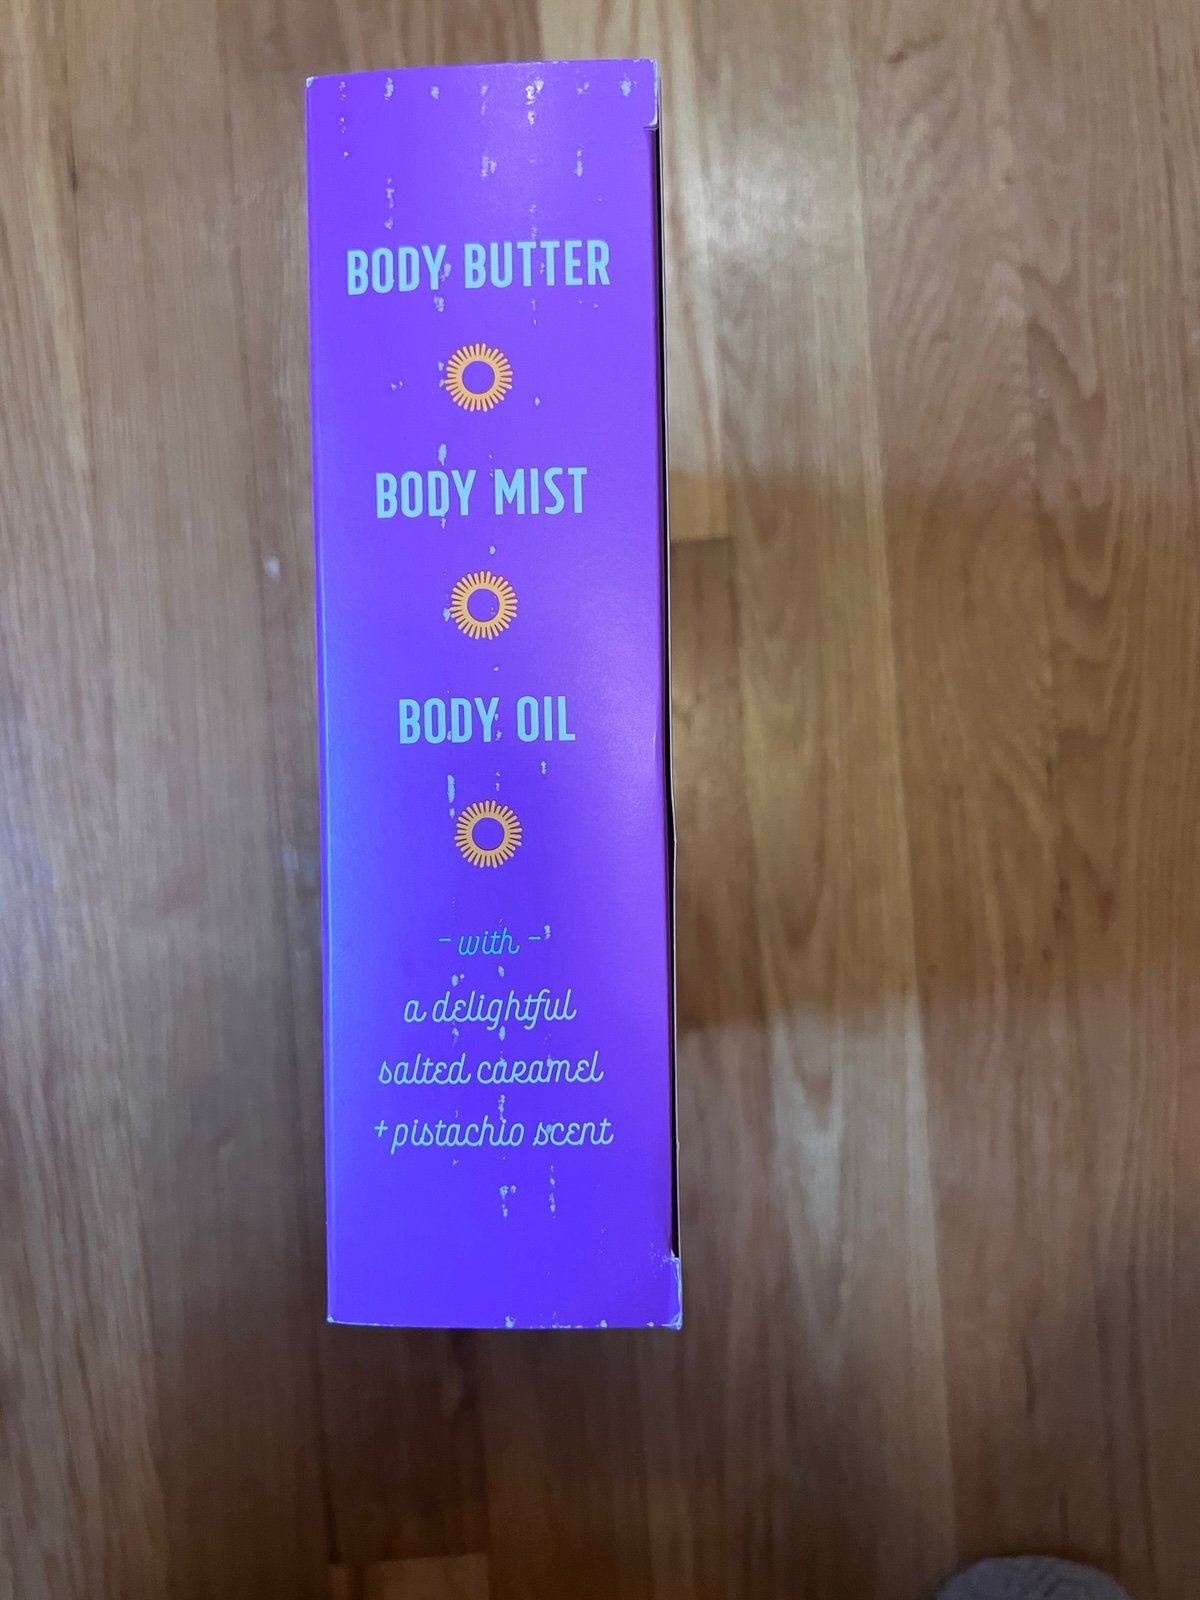 BODY BUTTER
BODY MIST
BODY OIL
- with -
a delightful
salted caramel
+ pistachio scent